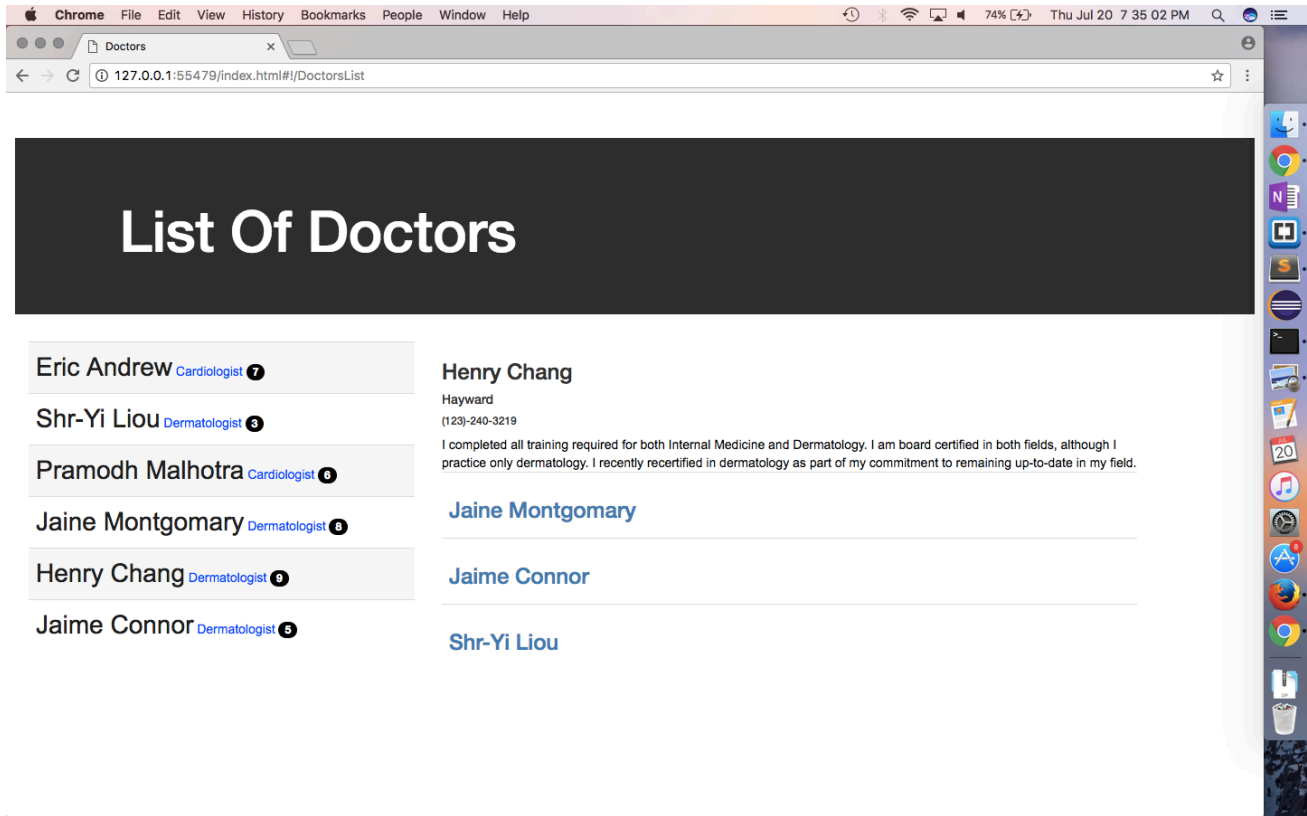 Chrome File Edit View History Bookmarks People Window Help 74% Thu Jul 20 7 35 02 PM
Doctors
127.0.0.1:55479/index.html#!/DoctorsList
List Of Doctors
Eric Andrew Cardiologist 7
Shr-Yi Liou Dermatologist 3
Pramodh Malhotra Cardiologist 6
Jaine Montgomary Dermatologist 8
Henry Chang Dermatologist 9
Jaime Connor Dermatologist 5
Henry Chang
Hayward
(123)-240-3219
I completed all training required for both Internal Medicine and Dermatology. I am board certified in both fields, although I
practice only dermatology. I recently recertified in dermatology as part of my commitment to remaining up-to-date in my field.
Jaine Montgomary
Jaime Connor
Shr-Yi Liou
N
S
JUL
20